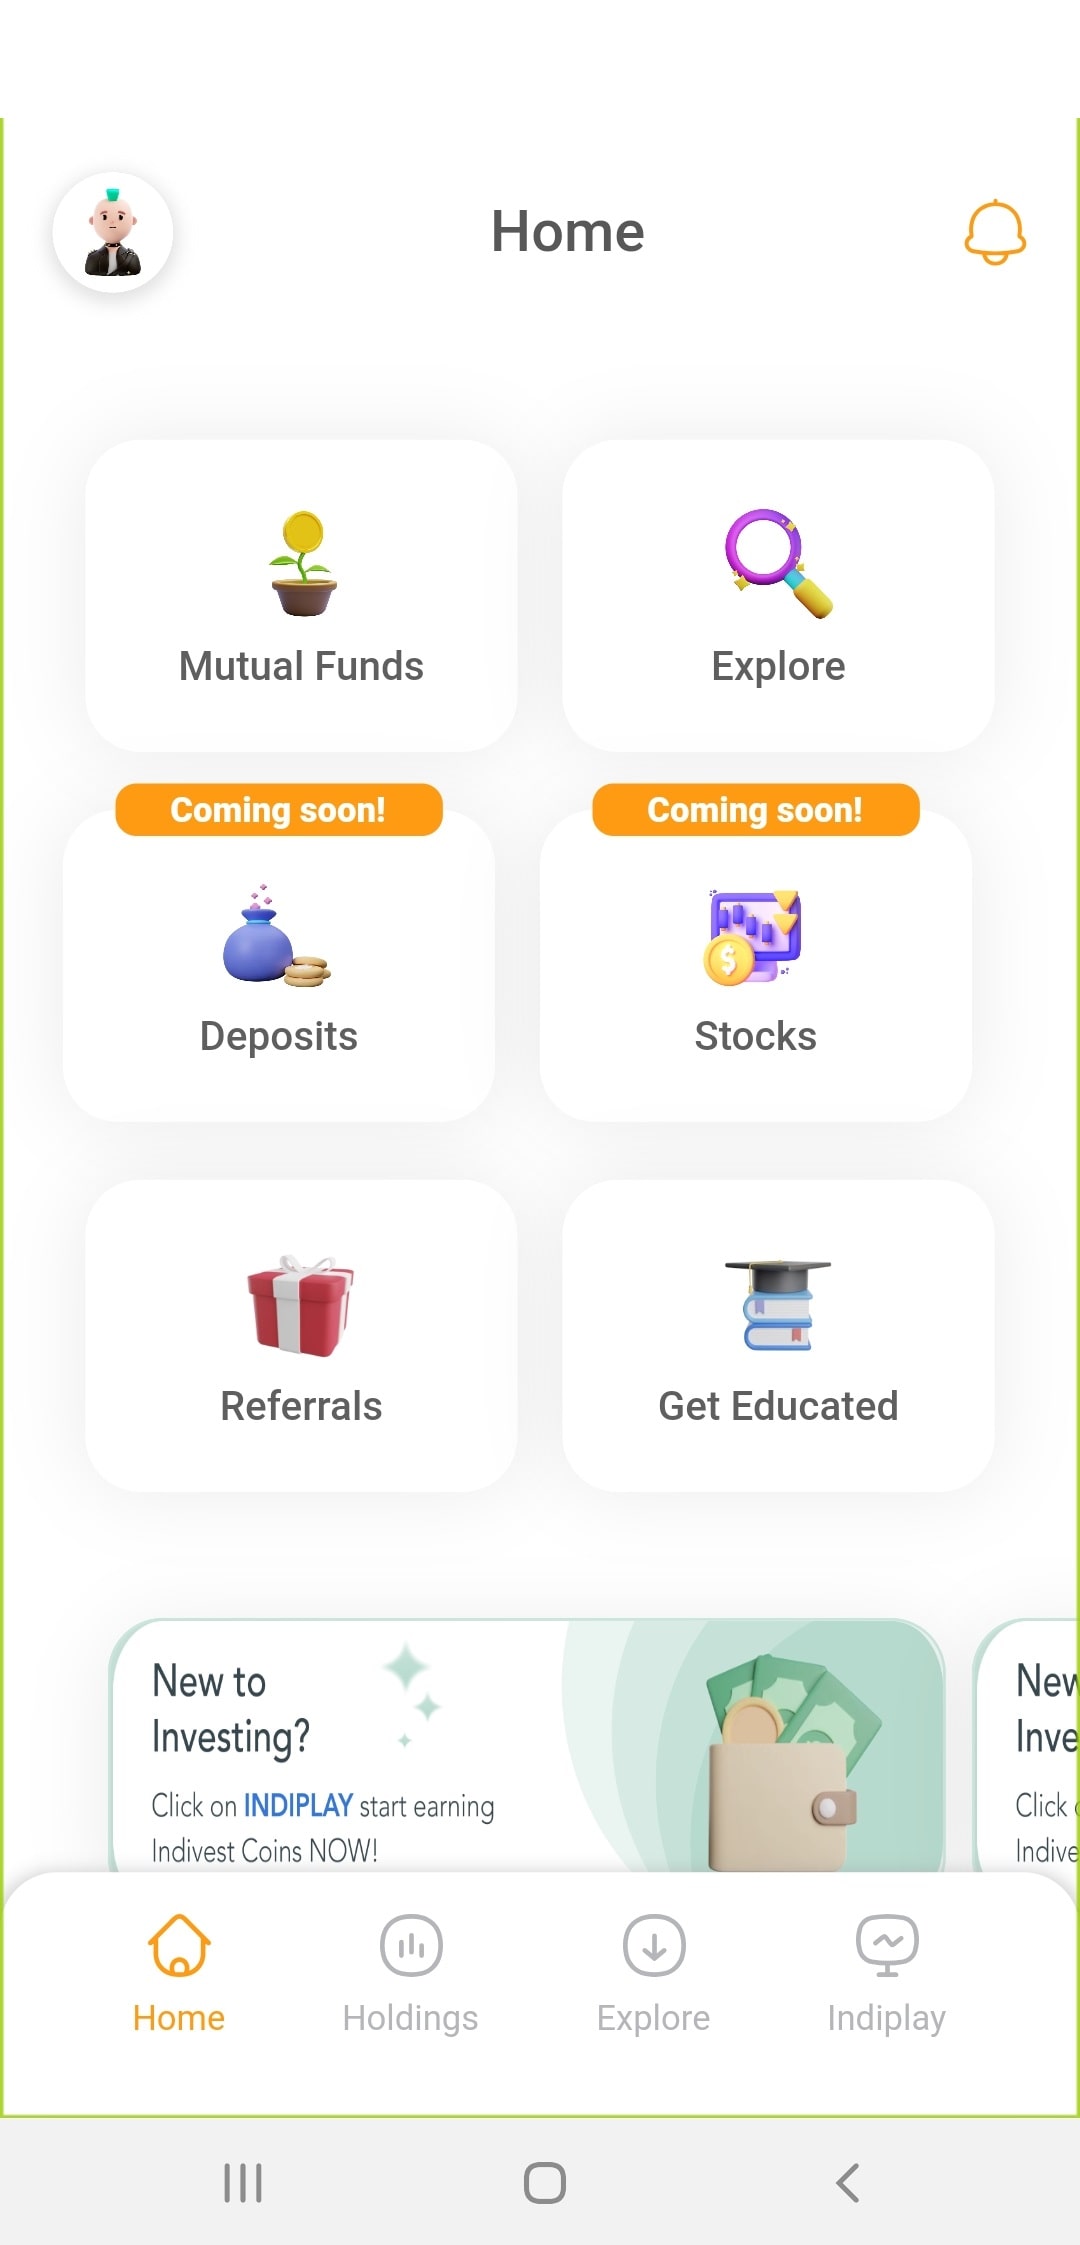 Home
Mutual Funds
Explore
Coming soon!
Coming soon!
Deposits
Stocks
Referrals
Get Educated
New to
Investing?
Click on INDIPLAY start earning
Indivest Coins NOW!
New
Inve
Click
Indive
Home
Holdings
Explore
Indiplay